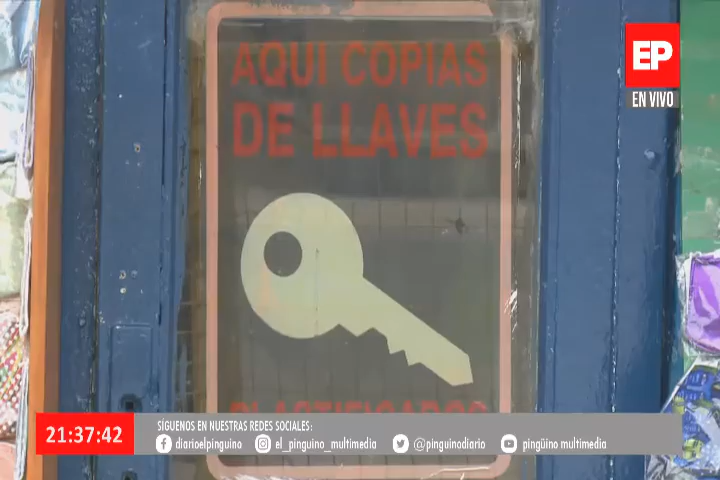 AQUI COPIAS
DE LLAVES
PLASTIFICADOS
EP
EN VIVO
21:37:42
SÍGUENOS EN NUESTRAS REDES SOCIALES:
diarioelpinguino
el_pinguino_multimedia
@pinguinodiario
pingüino multimedia